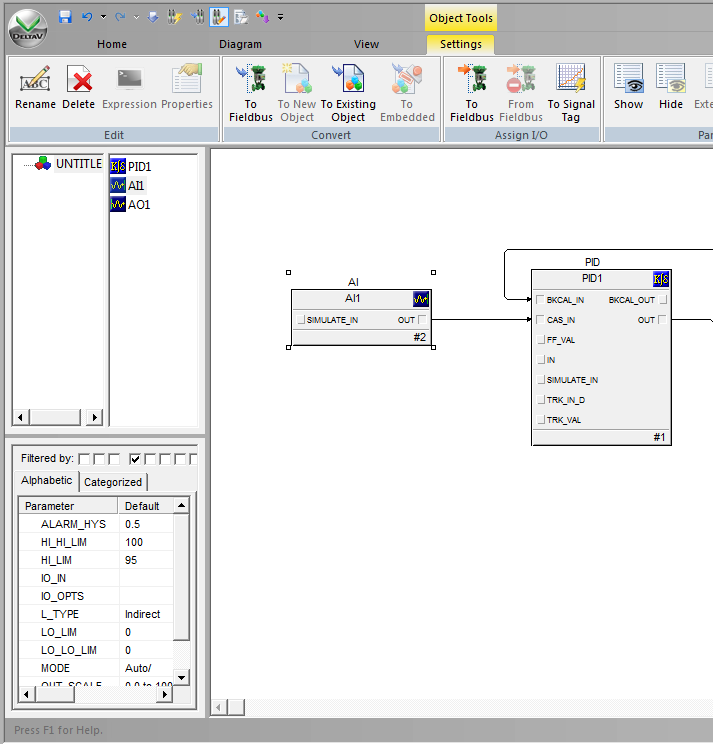 Object Tools
DELTAV
Home Diagram View Settings
Rename Delete Expression Properties To Fieldbus To New Object To Existing Object To Embedded To Fieldbus From Fieldbus To Signal Tag Show Hide Exte
Edit Convert Assign I/O Par
UNTITLE
PID1
AI1
AO1
PID
PID1
BKCAL_IN BKCAL_OUT
CAS_IN OUT
FF_VAL
IN
SIMULATE_IN
TRK_IN_D
TRK_VAL
#1
AI
AI1
SIMULATE_IN OUT
#2
Filtered by:
Alphabetic Categorized
Parameter Default
ALARM_HYS 0.5
HI_HI_LIM 100
HI_LIM 95
IO_IN
IO_OPTS
L_TYPE Indirect
LO_LIM 0
LO_LO_LIM 0
MODE Auto/
OUT_SCALE 0.0 to 100
Press F1 for Help.